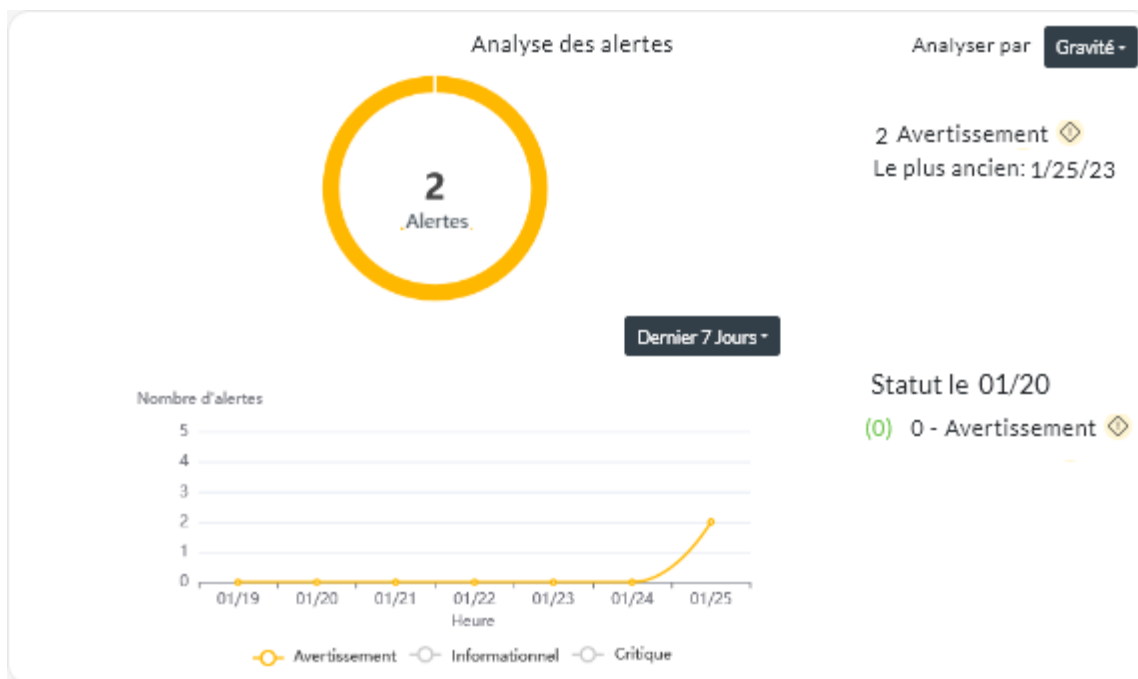 Analyse des alertes
Analyser par Gravité
2 Avertissement
Le plus ancien: 1/25/23
2
Alertes
Dernier 7 Jours
Statut le 01/20
(0) 0 - Avertissement
Nombre d'alertes
5
4
3
2
1
0
01/19 01/20 01/21 01/22 01/23 01/24 01/25
Heure
Avertissement Informationnel Critique